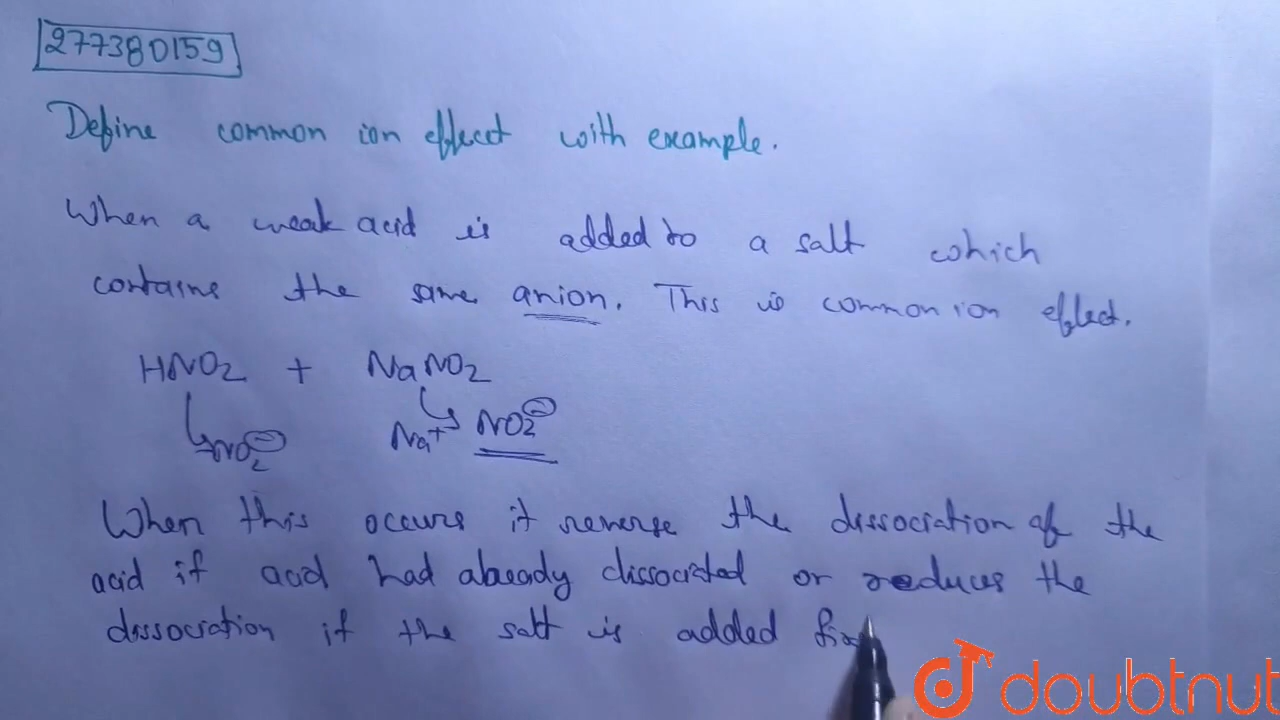 277380159
Define common ion effect with example.
When a weak acid is added to a salt which
contains the same anion. This is common ion effect.
HNO2 + NaNO2
NO2⊖ Na+ NO2⊖
When this occurs it reverse the dissociation of the
acid if acid had already dissociated or reduces the
dissociation if the salt is added
doubtnut